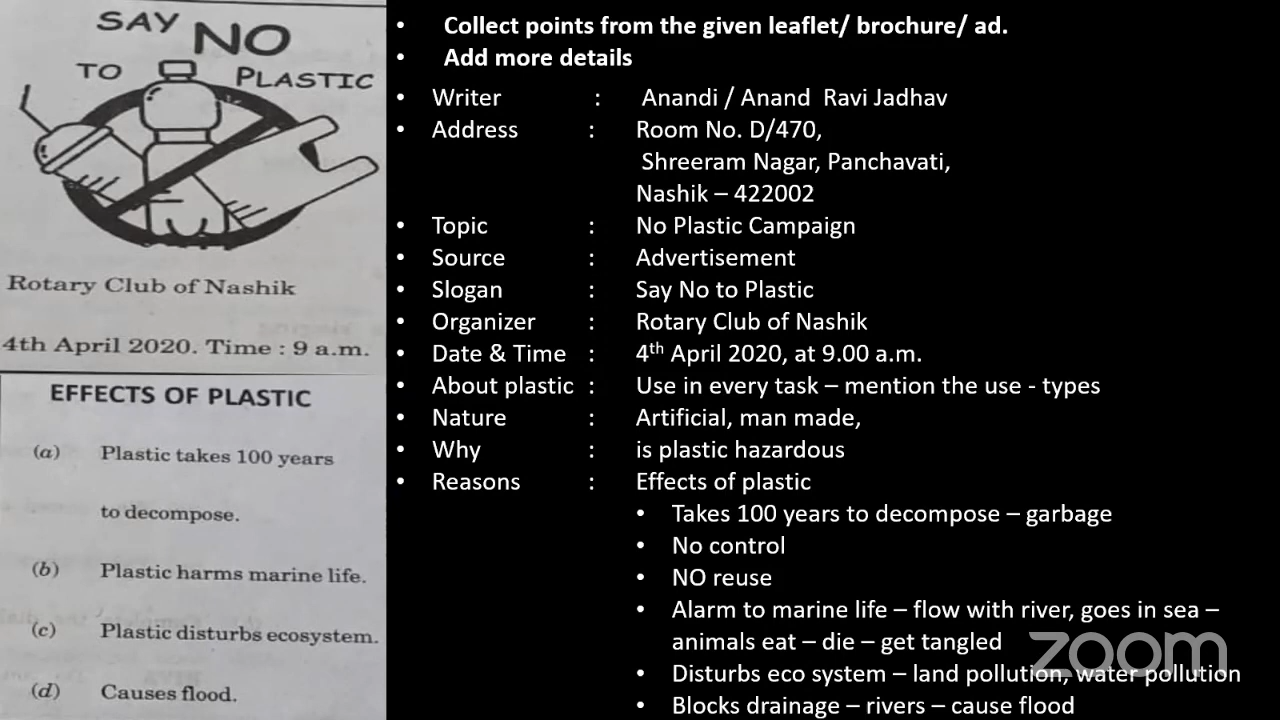 SAY NO
TO PLASTIC
Rotary Club of Nashik
4th April 2020. Time : 9 a.m.
EFFECTS OF PLASTIC
(a) Plastic takes 100 years
to decompose.
(b) Plastic harms marine life.
(c) Plastic disturbs ecosystem.
(d) Causes flood.
• Collect points from the given leaflet/ brochure/ ad.
• Add more details
• Writer : Anandi / Anand Ravi Jadhav
• Address : Room No. D/470,
Shreeram Nagar, Panchavati,
Nashik – 422002
• Topic : No Plastic Campaign
• Source : Advertisement
• Slogan : Say No to Plastic
• Organizer : Rotary Club of Nashik
• Date & Time : 4th April 2020, at 9.00 a.m.
• About plastic : Use in every task – mention the use - types
• Nature : Artificial, man made,
• Why : is plastic hazardous
• Reasons : Effects of plastic
• Takes 100 years to decompose – garbage
• No control
• NO reuse
• Alarm to marine life – flow with river, goes in sea –
animals eat – die – get tangled
• Disturbs eco system – land pollution, water pollution
• Blocks drainage – rivers – cause flood
zoom